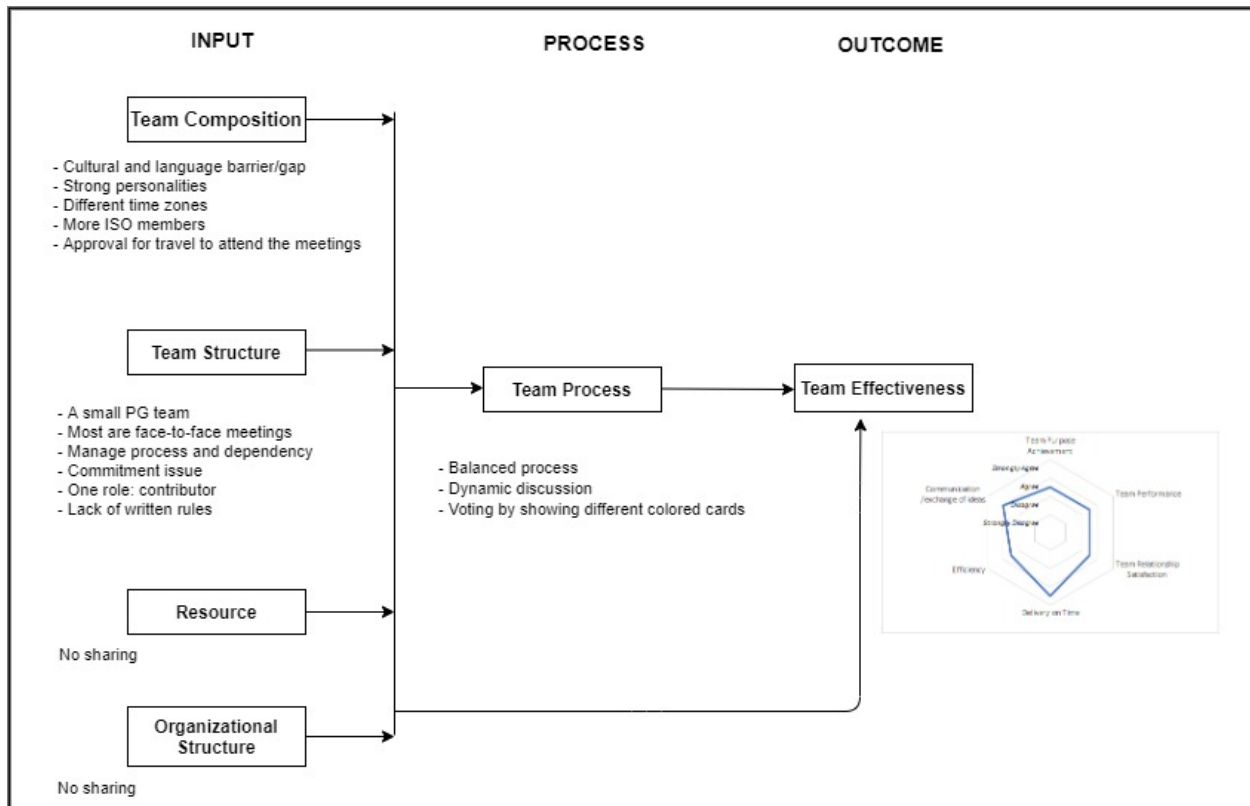 INPUT
PROCESS
OUTCOME
Team Composition
- Cultural and language barrier/gap
- Strong personalities
- Different time zones
- More ISO members
- Approval for travel to attend the meetings
Team Structure
- A small PG team
- Most are face-to-face meetings
- Manage process and dependency
- Commitment issue
- One role: contributor
- Lack of written rules
Resource
No sharing
Organizational
Structure
No sharing
Team Process
- Balanced process
- Dynamic discussion
- Voting by showing different colored cards
Team Effectiveness
Team Purpose
Achievement
Strongly Agree
Agree
Disagree
Strongly Disagree
Communication
/exchange of ideas
Team Performance
Efficiency
Team Relationship
Satisfaction
Delivery on Time